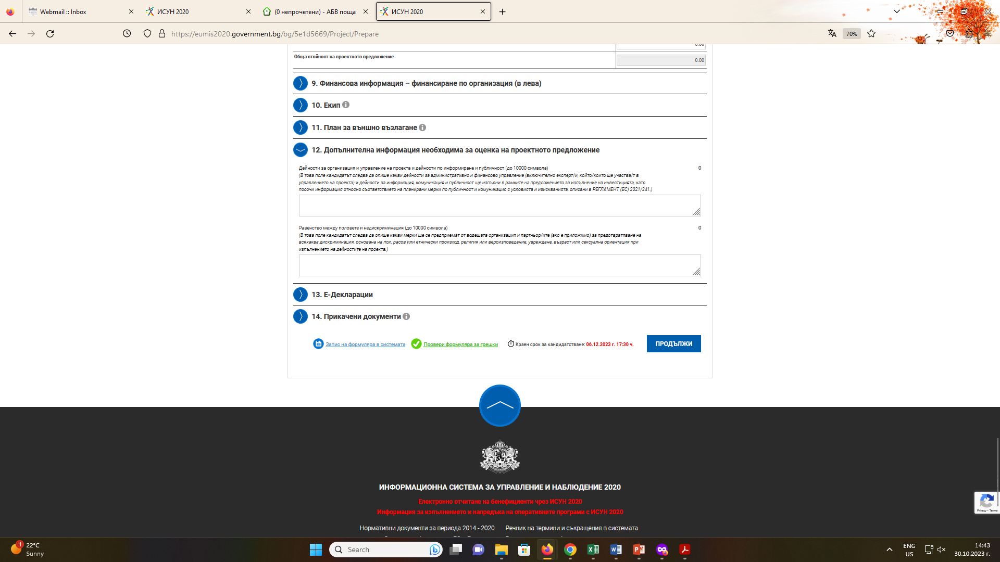 Webmail :: Inbox
ИСУН 2020
(0 непрочетени) - АБВ поща
ИСУН 2020
https://eumis2020.government.bg/bg/5e1d5669/Project/Prepare
70%
0.00
Обща стойност на проектното предложение
0.00
9. Финансова информация – финансиране по организация (в лева)
10. Екип
11. План за външно възлагане
12. Допълнителна информация необходима за оценка на проектното предложение
Дейности за организация и управление на проекта и дейности по информиране и публичност (до 10000 символа)
0
(В това поле кандидатът следва да опише какви дейности за административно и финансово управление (включително експерт/и, който/които ще участва/т в
управлението на проекта) и дейности за информация, комуникация и публичност ще изпълни в рамките на предложението за изпълнение на инвестицията, като
посочи информация относно съответствието на планирани мерки по публичност и комуникация с условията и изискванията, описани в РЕГЛАМЕНТ (ЕС) 2021/241.)
Равенство между половете и недискриминация (до 10000 символа)
0
(В това поле кандидатът следва да опише какви мерки ще се предприемат от водещата организация и партньор/ите (ако е приложимо) за предотвратяване на
всякаква дискриминация, основана на пол, расов или етнически произход, религия или вероизповедание, увреждане, възраст или сексуална ориентация при
изпълнението на дейностите на проекта.)
13. Е-Декларации
14. Прикачени документи
Запис на формуляра в системата
Провери формуляра за грешки
Краен срок за кандидатстване: 06.12.2023 г. 17:30 ч.
ПРОДЪЛЖИ
ИНФОРМАЦИОННА СИСТЕМА ЗА УПРАВЛЕНИЕ И НАБЛЮДЕНИЕ 2020
Електронно отчитане на бенефициенти чрез ИСУН 2020
Информация за изпълнението и напредъка на оперативните програми с ИСУН 2020
Нормативни документи за периода 2014 - 2020
Речник на термини и съкращения в системата
Privacy - Terms
1
22°C
Sunny
Search
ENG
US
14:43
30.10.2023 г.